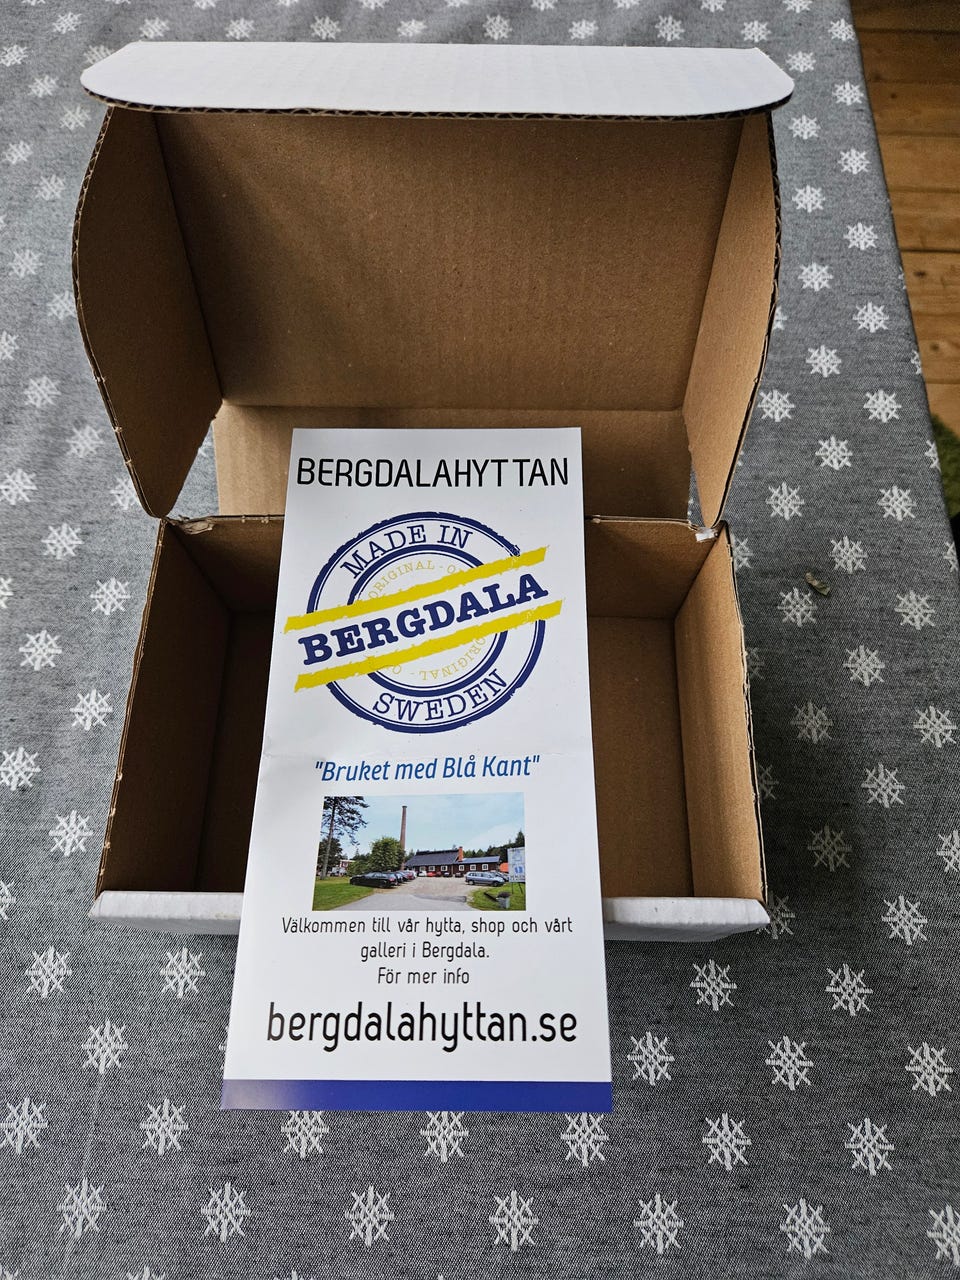 BERGDALAHYTTAN
MADE IN
ORIGINAL
BERGDALA
ORIGINAL
SWEDEN
"Bruket med Blå Kant"
Välkommen till vår hytta, shop och vårt
galleri i Bergdala.
För mer info
bergdalahyttan.se